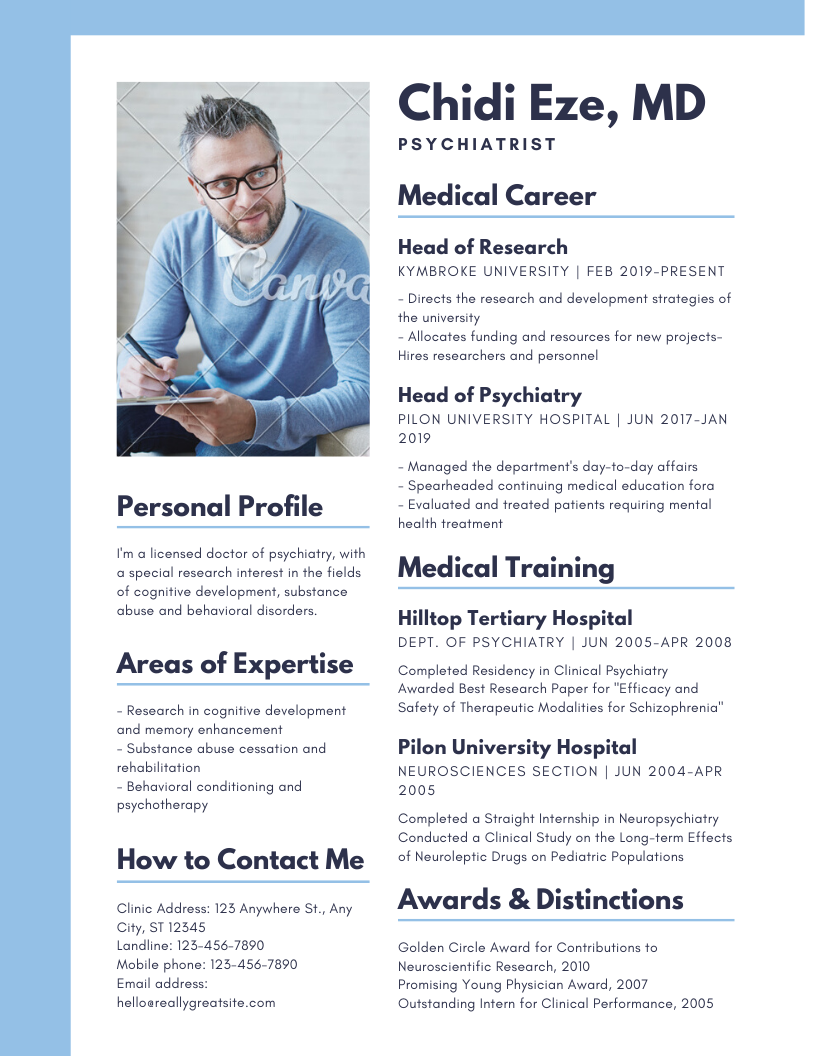 Canva
Personal Profile
I'm a licensed doctor of psychiatry, with
a special research interest in the fields
of cognitive development, substance
abuse and behavioral disorders.
Areas of Expertise
- Research in cognitive development
and memory enhancement
- Substance abuse cessation and
rehabilitation
- Behavioral conditioning and
psychotherapy
How to Contact Me
Clinic Address: 123 Anywhere St., Any
City, ST 12345
Landline: 123-456-7890
Mobile phone: 123-456-7890
Email address:
hello@reallygreatsite.com
Chidi Eze, MD
PSYCHIATRIST
Medical Career
Head of Research
KYMBROKE UNIVERSITY | FEB 2019-PRESENT
- Directs the research and development strategies of
the university
- Allocates funding and resources for new projects-
Hires researchers and personnel
Head of Psychiatry
PILON UNIVERSITY HOSPITAL | JUN 2017-JAN
2019
- Managed the department's day-to-day affairs
- Spearheaded continuing medical education fora
- Evaluated and treated patients requiring mental
health treatment
Medical Training
Hilltop Tertiary Hospital
DEPT. OF PSYCHIATRY | JUN 2005-APR 2008
Completed Residency in Clinical Psychiatry
Awarded Best Research Paper for "Efficacy and
Safety of Therapeutic Modalities for Schizophrenia"
Pilon University Hospital
NEUROSCIENCES SECTION | JUN 2004-APR
2005
Completed a Straight Internship in Neuropsychiatry
Conducted a Clinical Study on the Long-term Effects
of Neuroleptic Drugs on Pediatric Populations
Awards & Distinctions
Golden Circle Award for Contributions to
Neuroscientific Research, 2010
Promising Young Physician Award, 2007
Outstanding Intern for Clinical Performance, 2005